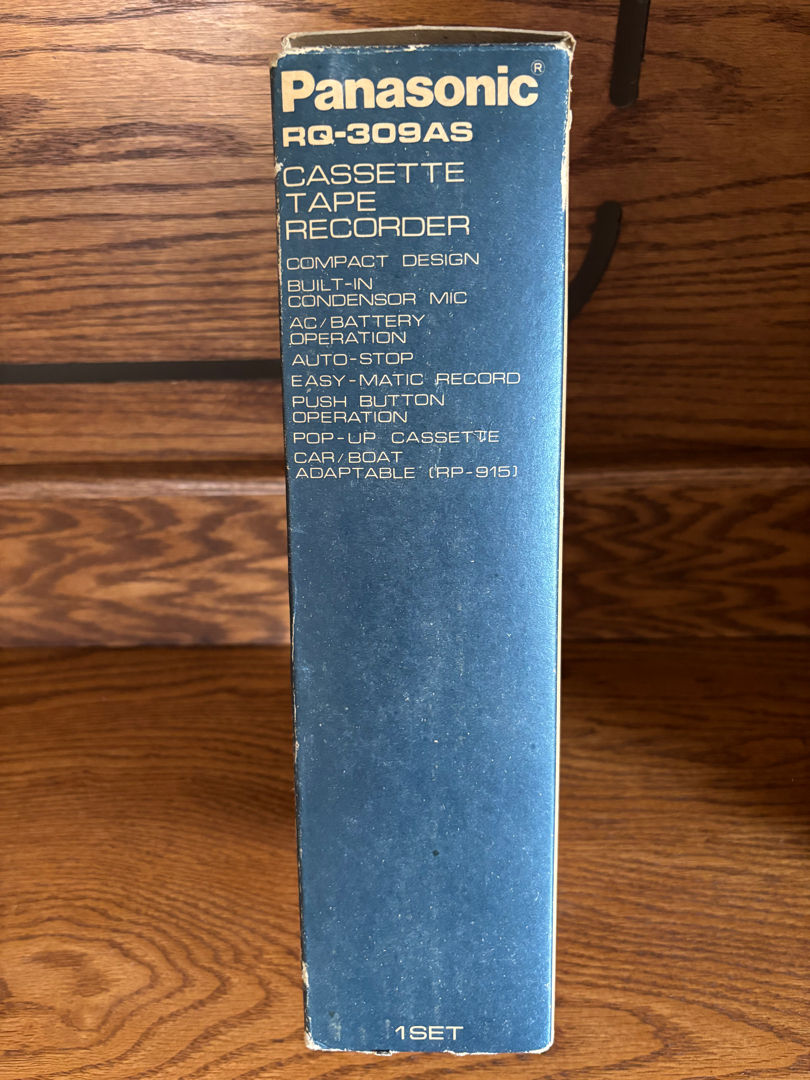 Panasonic®
RQ-309AS
CASSETTE
TAPE
RECORDER
COMPACT DESIGN
BUILT-IN
CONDENSOR MIC
AC/BATTERY
OPERATION
AUTO-STOP
EASY-MATIC RECORD
PUSH BUTTON
OPERATION
POP-UP CASSETTE
CAR/BOAT
ADAPTABLE (RP-915)
1SET